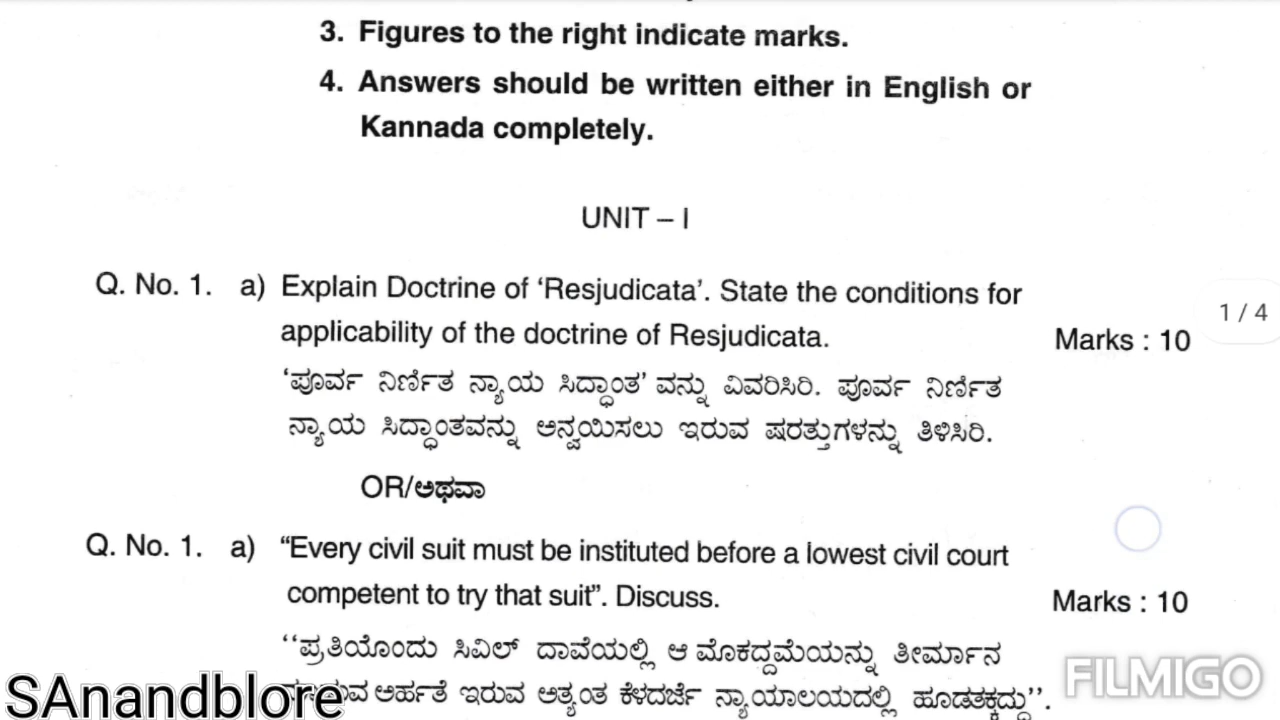 3. Figures to the right indicate marks.
4. Answers should be written either in English or
Kannada completely.
UNIT – I
Q. No. 1. a) Explain Doctrine of ‘Resjudicata’. State the conditions for
applicability of the doctrine of Resjudicata. Marks : 10
1 / 4
‘ಪೂರ್ವ ನಿರ್ಣಿತ ನ್ಯಾಯ ಸಿದ್ಧಾಂತ’ ವನ್ನು ವಿವರಿಸಿರಿ. ಪೂರ್ವ ನಿರ್ಣಿತ
ನ್ಯಾಯ ಸಿದ್ಧಾಂತವನ್ನು ಅನ್ವಯಿಸಲು ಇರುವ ಷರತ್ತುಗಳನ್ನು ತಿಳಿಸಿರಿ.
OR/ಅಥವಾ
Q. No. 1. a) “Every civil suit must be instituted before a lowest civil court
competent to try that suit”. Discuss. Marks : 10
‘‘ಪ್ರತಿಯೊಂದು ಸಿವಿಲ್ ದಾವೆಯಲ್ಲಿ ಆ ಮೊಕದ್ದಮೆಯನ್ನು ತೀರ್ಮಾನ
ಅರ್ಹತೆ ಇರುವ ಅತ್ಯಂತ ಕೆಳದರ್ಜೆ ನ್ಯಾಯಾಲಯದಲ್ಲಿ ಹೂಡತಕ್ಕದ್ದು’’.
SAnandblore
FILMIGO